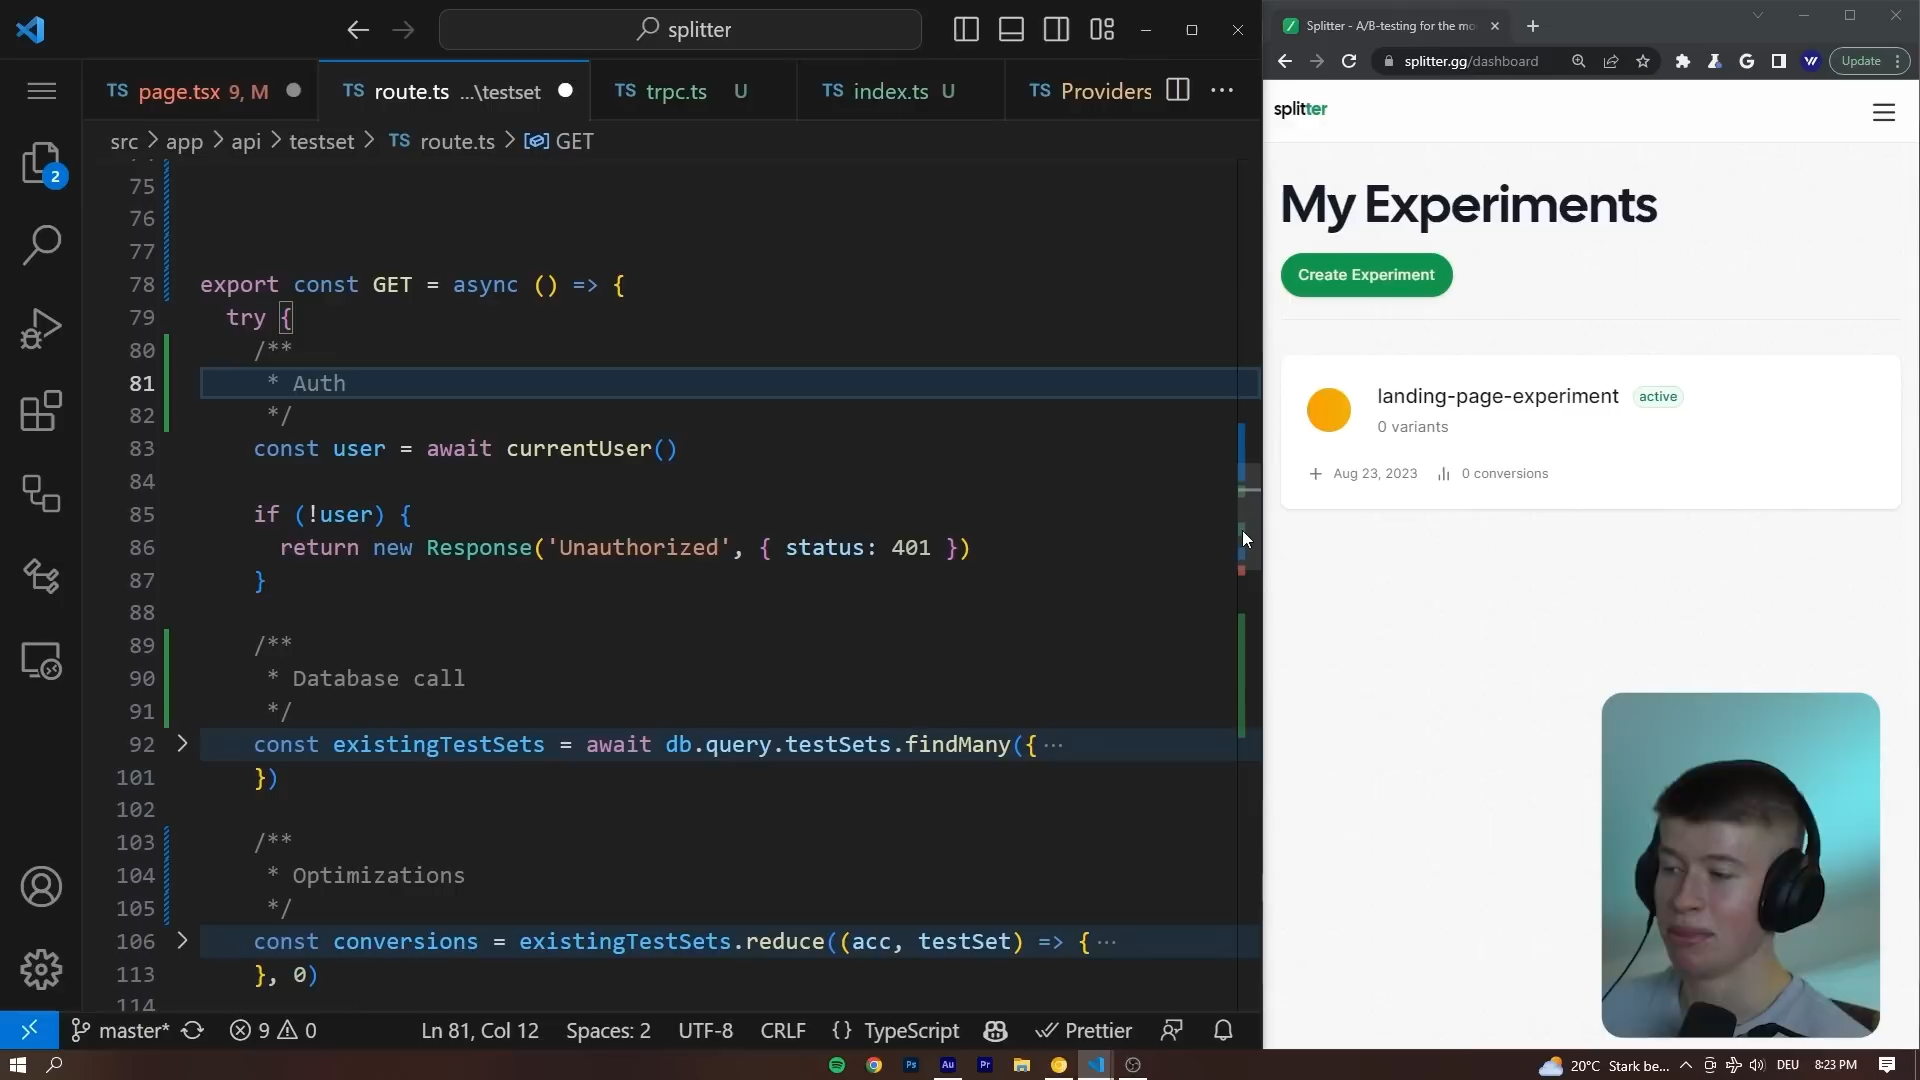 splitter
TS page.tsx 9, M
TS route.ts ...\testset
TS trpc.ts U
TS index.ts U
TS Providers
src > app > api > testset > TS route.ts > GET
2
75
76
77
78 export const GET = async () => {
79 try {
80 /**
81 * Auth
82 */
83 const user = await currentUser()
84
85 if (!user) {
86 return new Response('Unauthorized', { status: 401 })
87 }
88
89 /**
90 * Database call
91 */
92 const existingTestSets = await db.query.testSets.findMany({ ...
101 })
102
103 /**
104 * Optimizations
105 */
106 const conversions = existingTestSets.reduce((acc, testSet) => { ...
113 }, 0)
114
master* 9 0 Ln 81, Col 12 Spaces: 2 UTF-8 CRLF {} TypeScript Prettier
Splitter - A/B-testing for the mo
splitter.gg/dashboard
Update
splitter
My Experiments
Create Experiment
landing-page-experiment active
0 variants
Aug 23, 2023 0 conversions
Ps Au Pr
20°C Stark be... DEU 8:23 PM